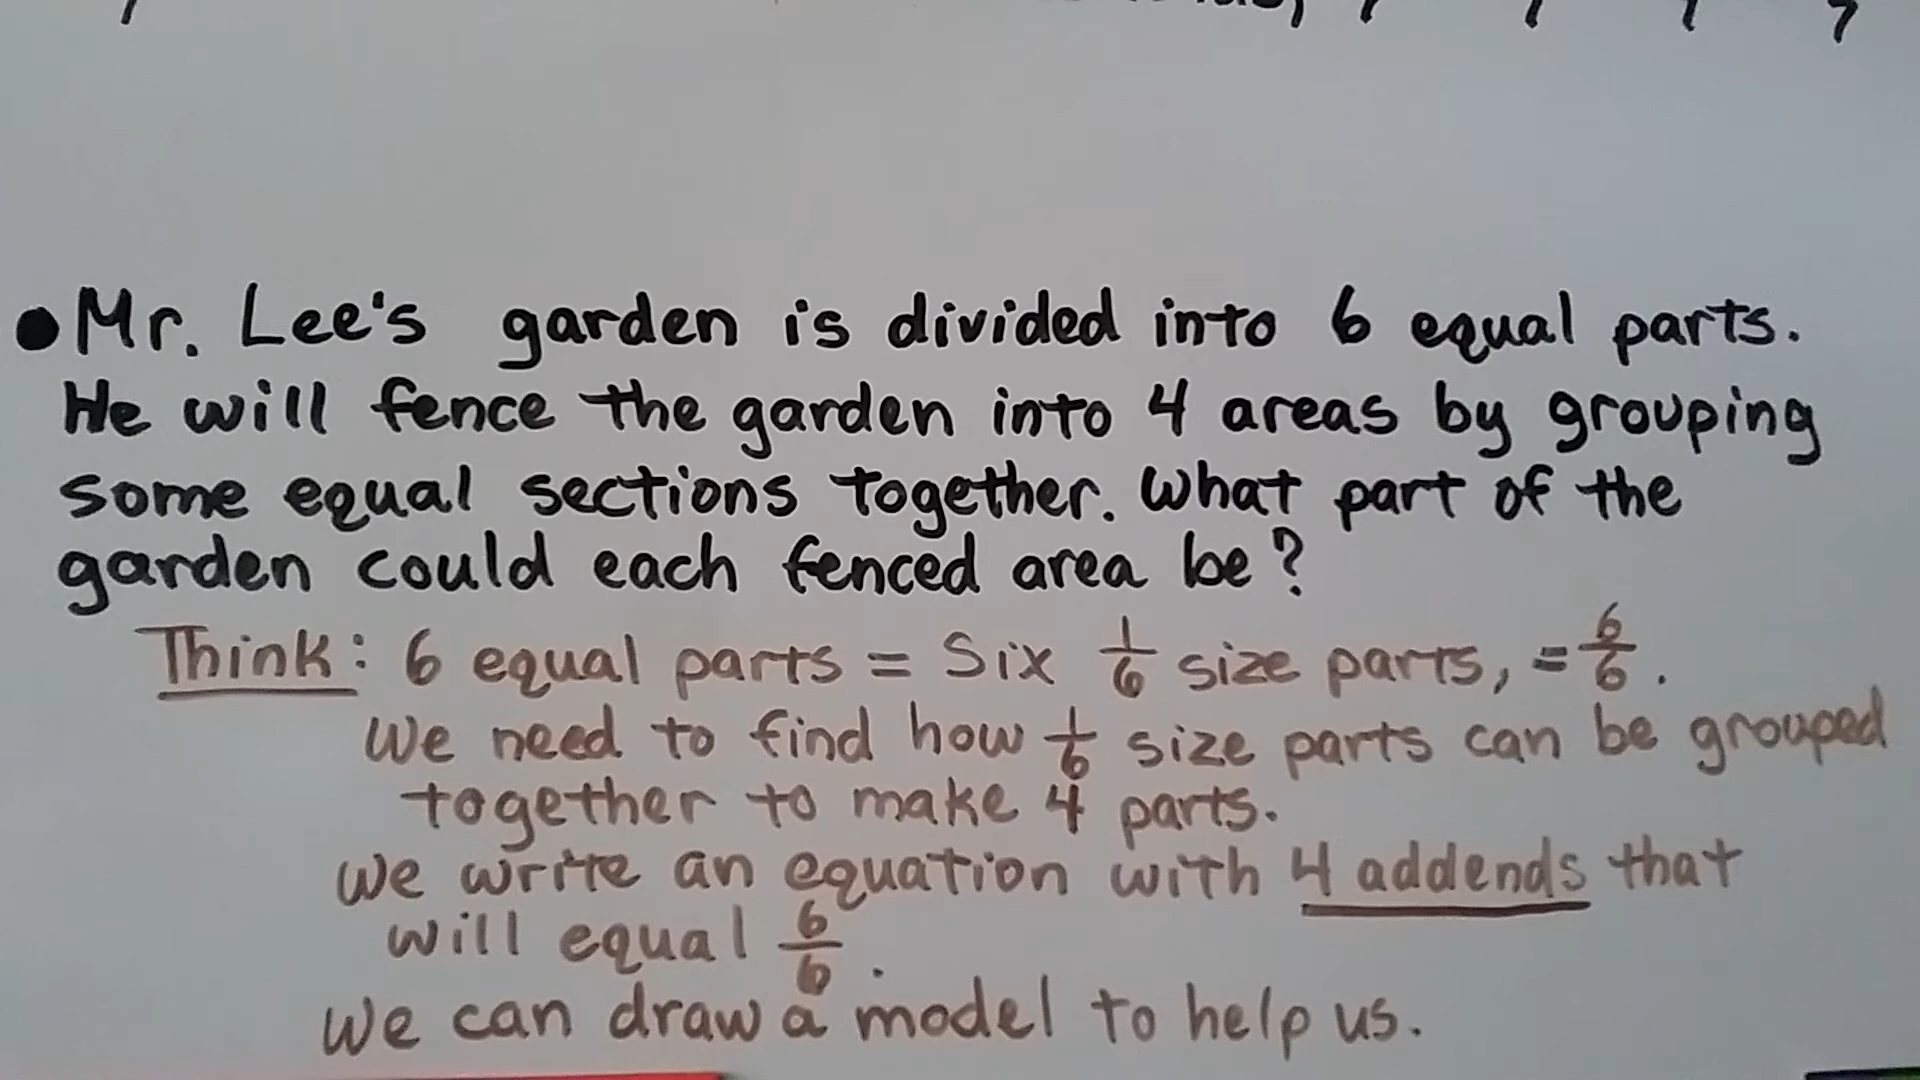 •Mr. Lee's garden is divided into 6 equal parts.
He will fence the garden into 4 areas by grouping
some equal sections together. What part of the
garden could each fenced area be?
Think: 6 equal parts = Six 1/6 size parts, = 6/6.
We need to find how 1/6 size parts can be grouped
together to make 4 parts.
We write an equation with 4 addends that
will equal 6/6.
We can draw a model to help us.